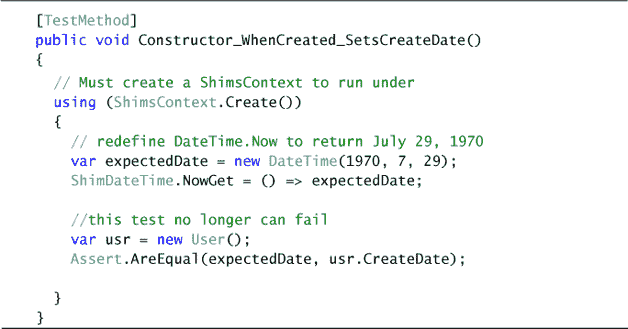 [TestMethod]
public void Constructor_WhenCreated_SetsCreateDate()
{
// Must create a ShimsContext to run under
using (ShimsContext.Create())
{
// redefine DateTime.Now to return July 29, 1970
var expectedDate = new DateTime(1970, 7, 29);
ShimDateTime.NowGet = () => expectedDate;
//this test no longer can fail
var usr = new User();
Assert.AreEqual(expectedDate, usr.CreateDate);
}
}